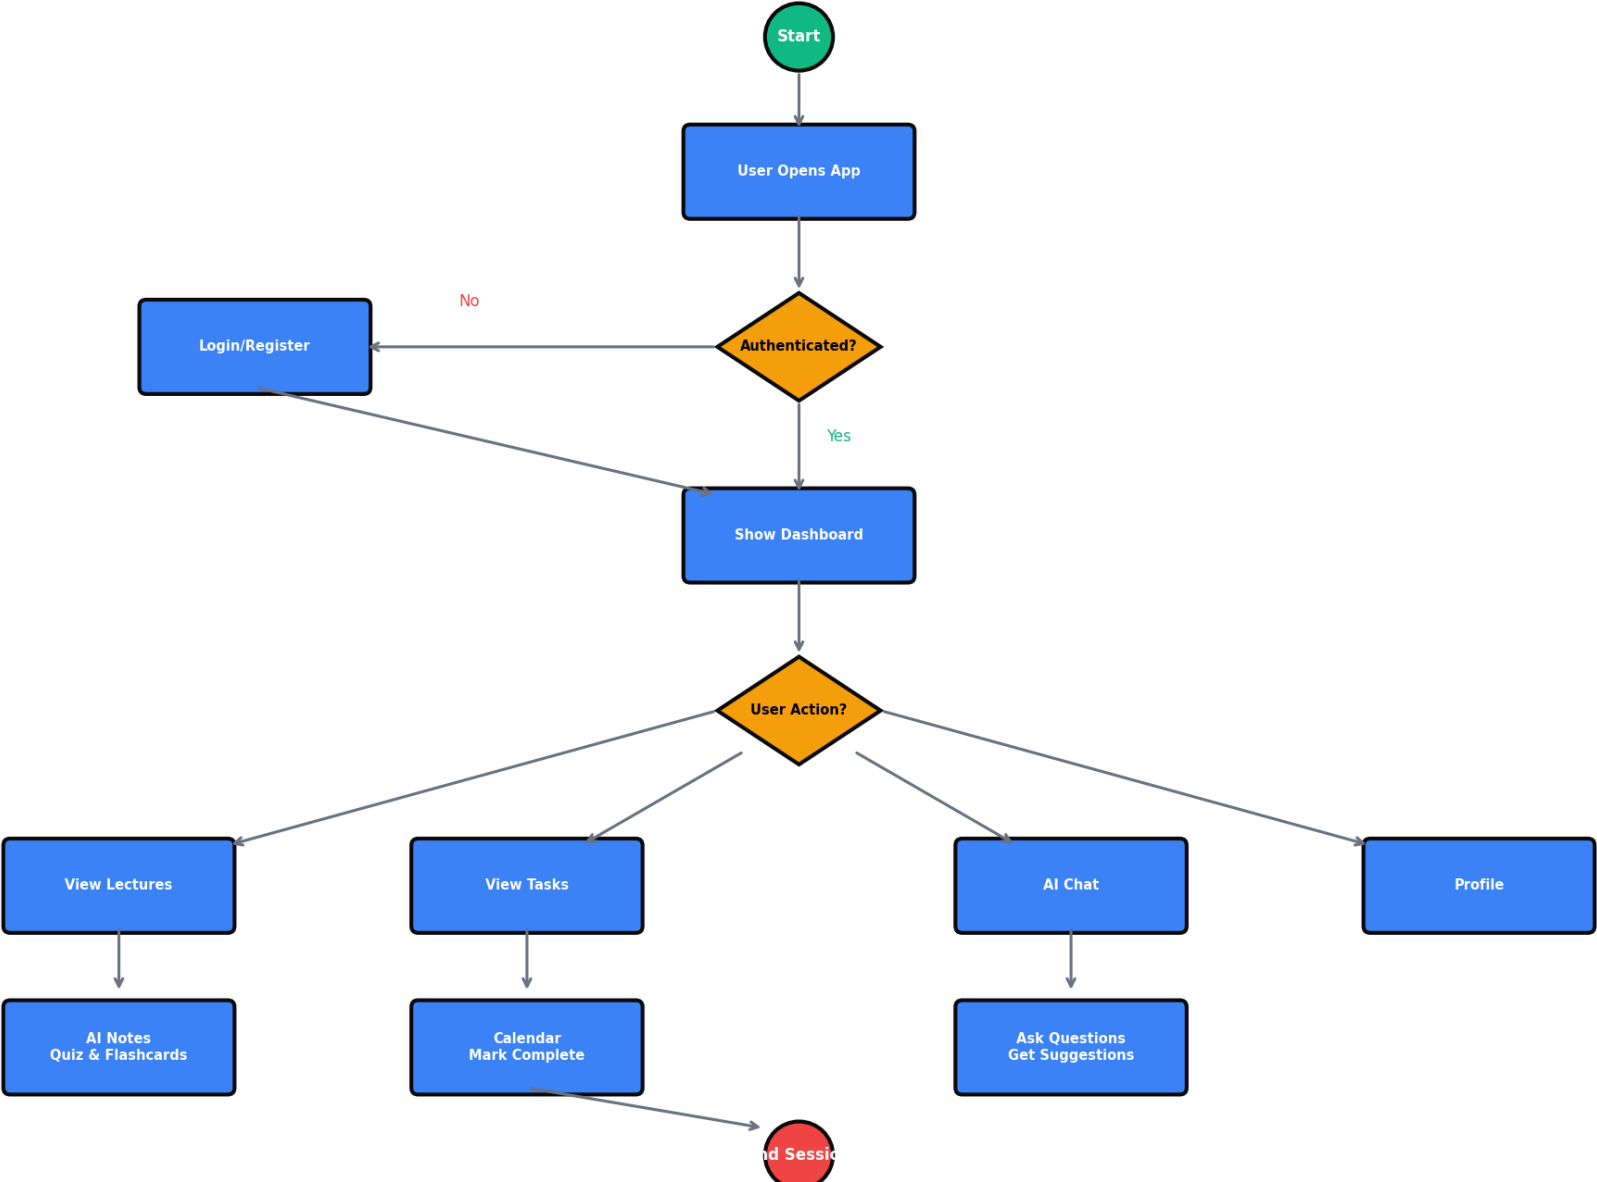 Start
User Opens App
No
Login/Register
Authenticated?
Yes
Show Dashboard
User Action?
View Lectures
View Tasks
AI Chat
Profile
AI Notes
Quiz & Flashcards
Calendar
Mark Complete
Ask Questions
Get Suggestions
nd Sessio